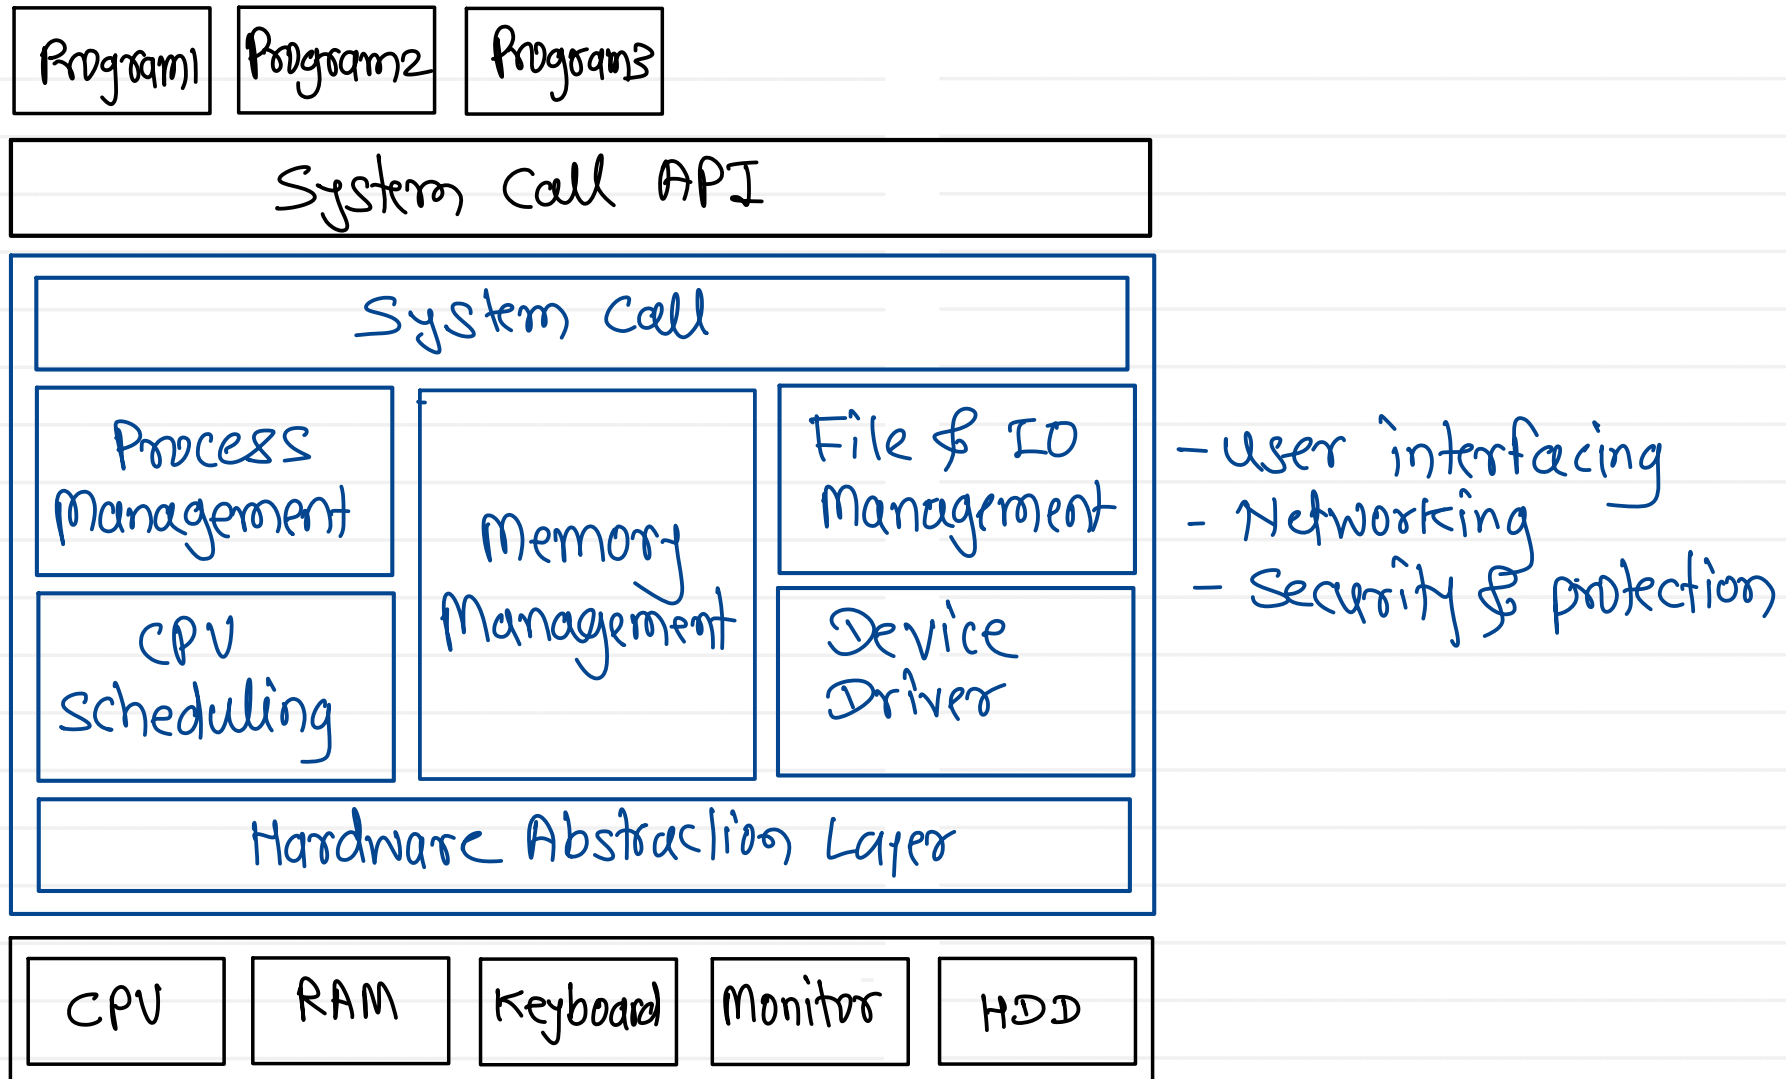 Program1 Program2 Program3
System Call API
System Call
Process
Management
Memory
Management
File & IO
Management
CPU
Scheduling
Device
Driver
- User interfacing
- Networking
- Security & protection
Hardware Abstraction Layer
CPU RAM Keyboard Monitor HDD